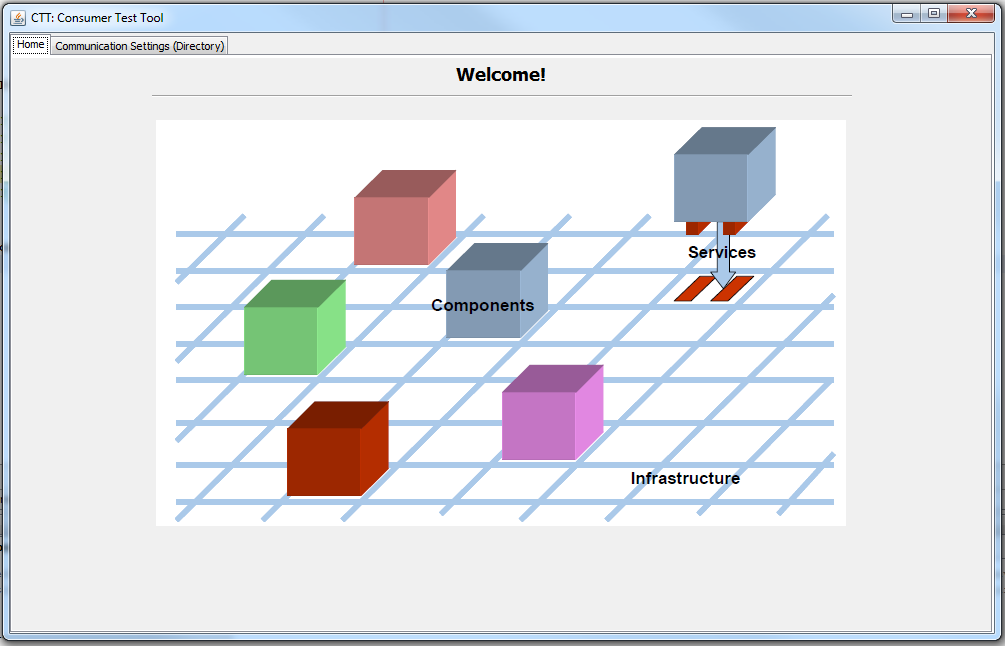 CTT: Consumer Test Tool
Home
Communication Settings (Directory)
Welcome!
Services
Components
Infrastructure